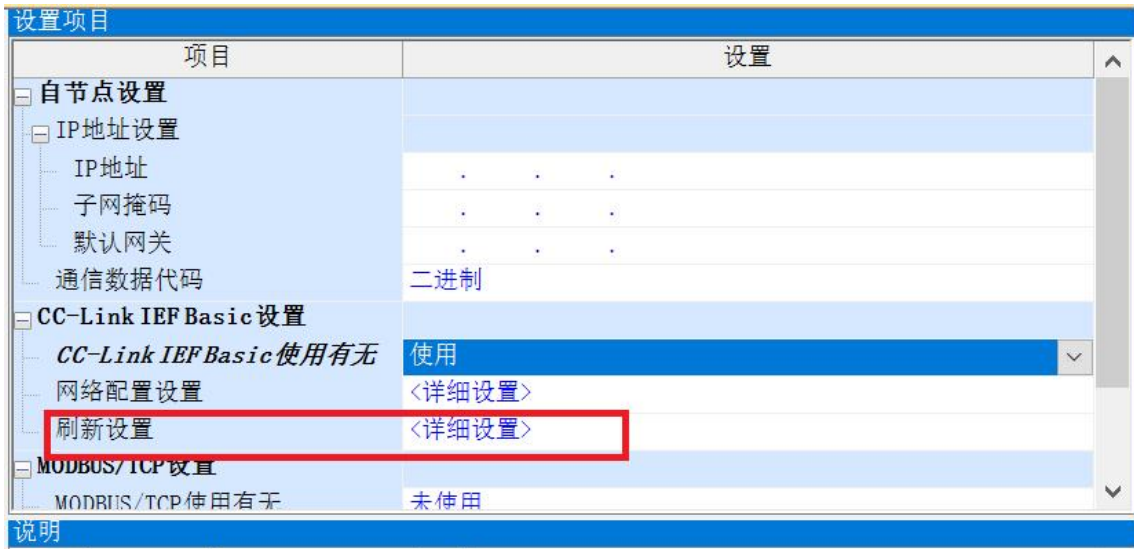 设置项目
项目 设置
自节点设置
IP地址设置
IP地址 . . .
子网掩码 . . .
默认网关 . . .
通信数据代码 二进制
CC-Link IEF Basic设置
CC-Link IEF Basic使用有无 使用
网络配置设置 <详细设置>
刷新设置 <详细设置>
MODBUS/TCP设置
MODBUS/TCP使用有无 未使用
说明